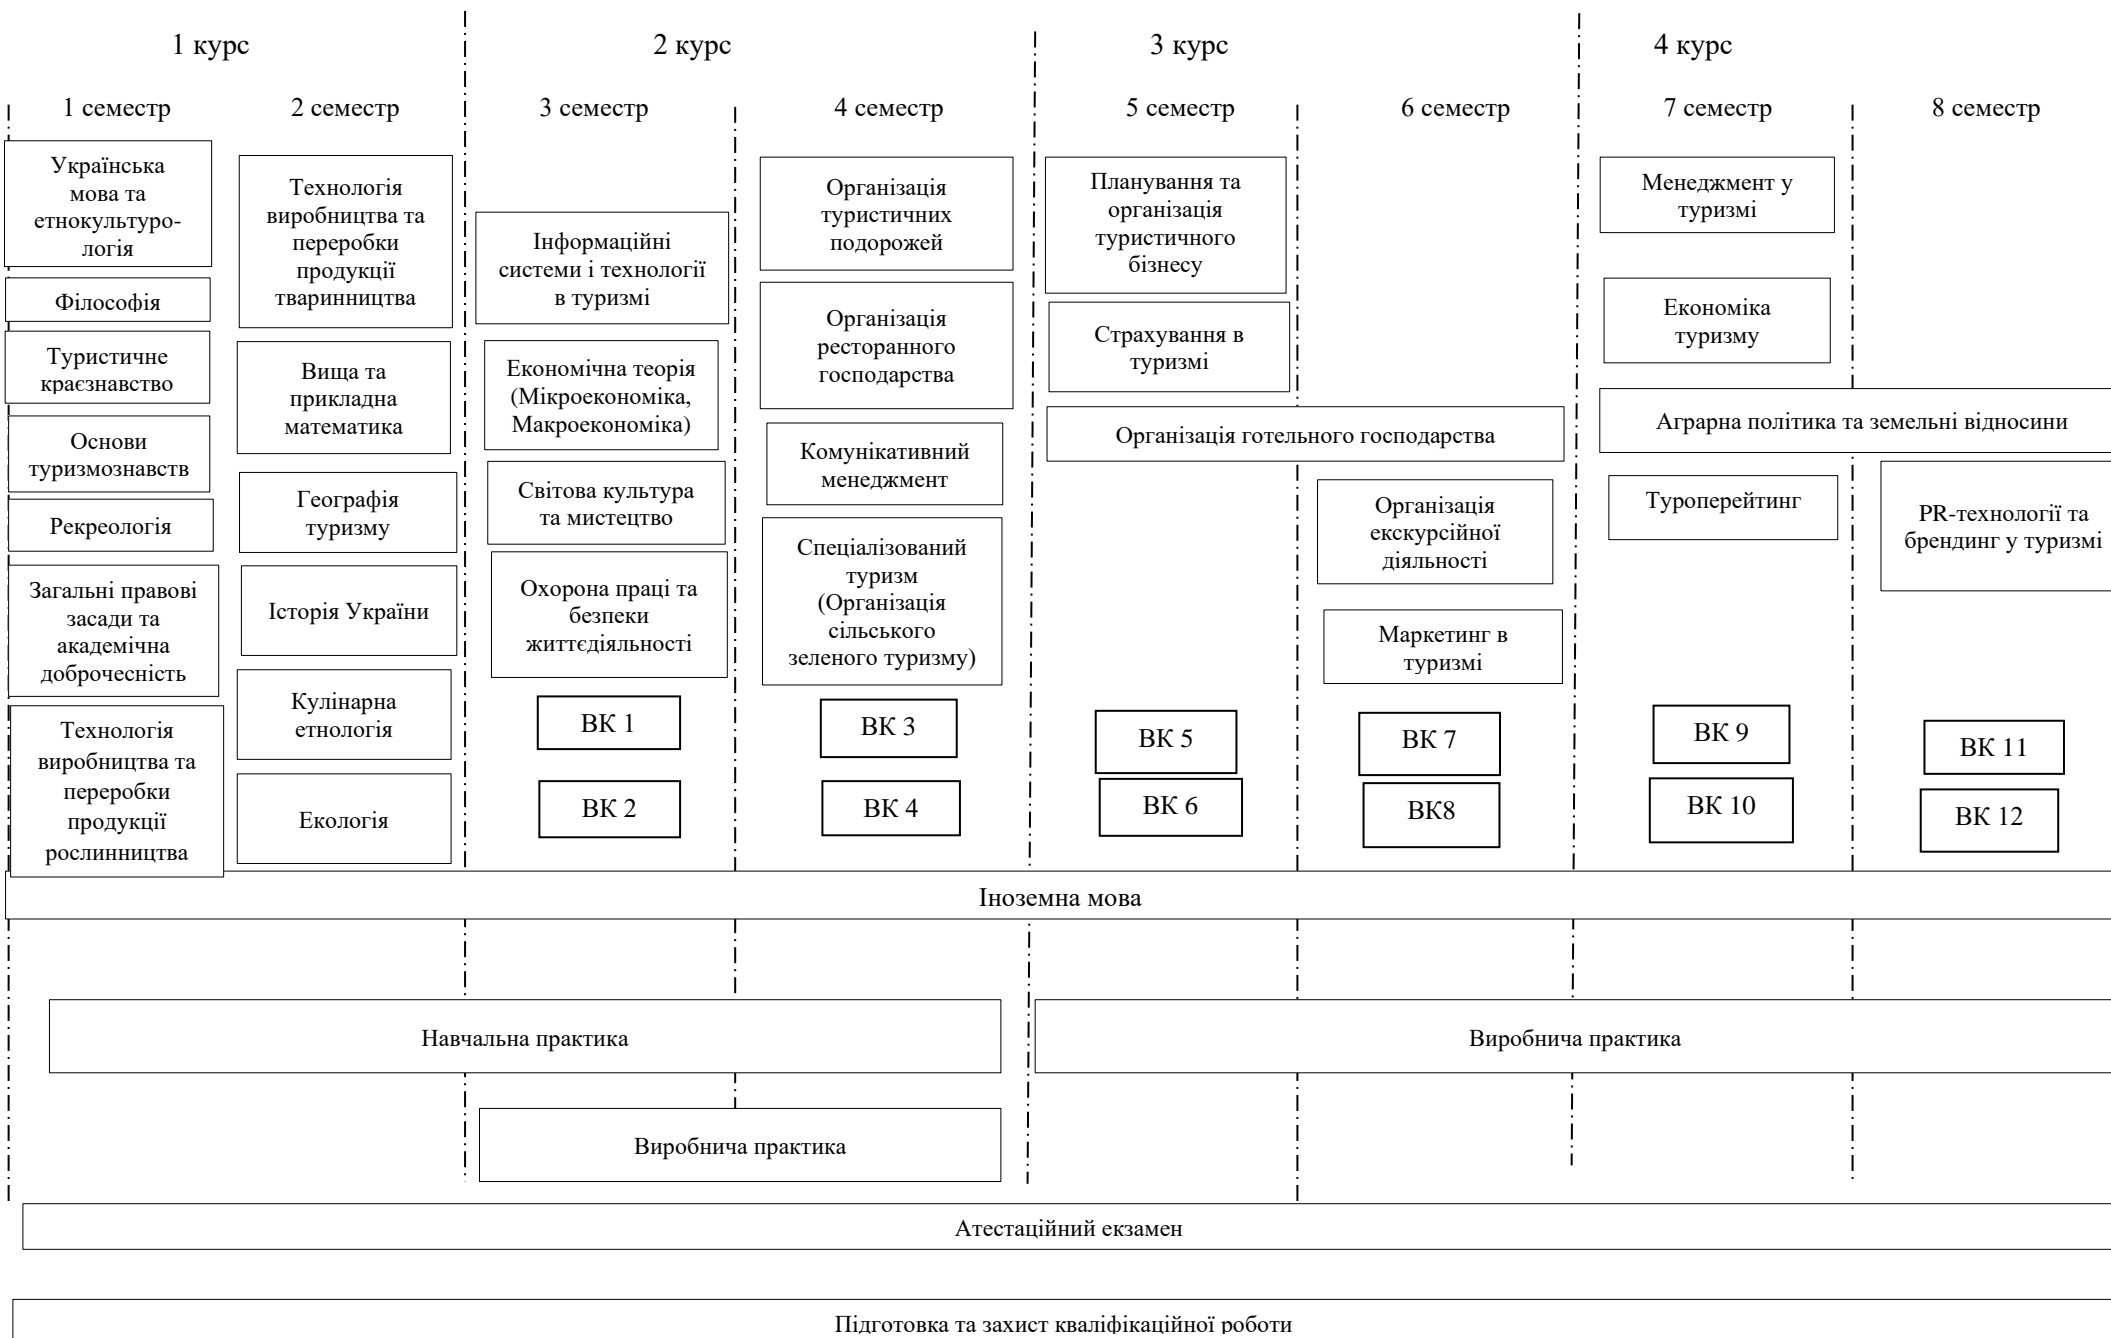 1 курс
2 курс
3 курс
4 курс
1 семестр
2 семестр
3 семестр
4 семестр
5 семестр
6 семестр
7 семестр
8 семестр
Українська
мова та
етнокультуро-
логія
Філософія
Туристичне
краєзнавство
Основи
туризмознавств
Рекреологія
Загальні правові
засади та
академічна
доброчесність
Технологія
виробництва та
переробки
продукції
рослинництва
Технологія
виробництва та
переробки
продукції
тваринництва
Вища та
прикладна
математика
Географія
туризму
Історія України
Кулінарна
етнологія
Екологія
Інформаційні
системи і технології
в туризмі
Економічна теорія
(Мікроекономіка,
Макроекономіка)
Світова культура
та мистецтво
Охорона праці та
безпеки
життєдіяльності
ВК 1
ВК 2
Організація
туристичних
подорожей
Організація
ресторанного
господарства
Комунікативний
менеджмент
Спеціалізований
туризм
(Організація
сільського
зеленого туризму)
ВК 3
ВК 4
Планування та
організація
туристичного
бізнесу
Страхування в
туризмі
Організація готельного господарства
ВК 5
ВК 6
Організація
екскурсійної
діяльності
Маркетинг в
туризмі
ВК 7
ВК8
Менеджмент у
туризмі
Економіка
туризму
Аграрна політика та земельні відносини
Туроперейтинг
ВК 9
ВК 10
PR-технології та
брендинг у туризмі
ВК 11
ВК 12
Іноземна мова
Навчальна практика
Виробнича практика
Виробнича практика
Атестаційний екзамен
Підготовка та захист кваліфікаційної роботи